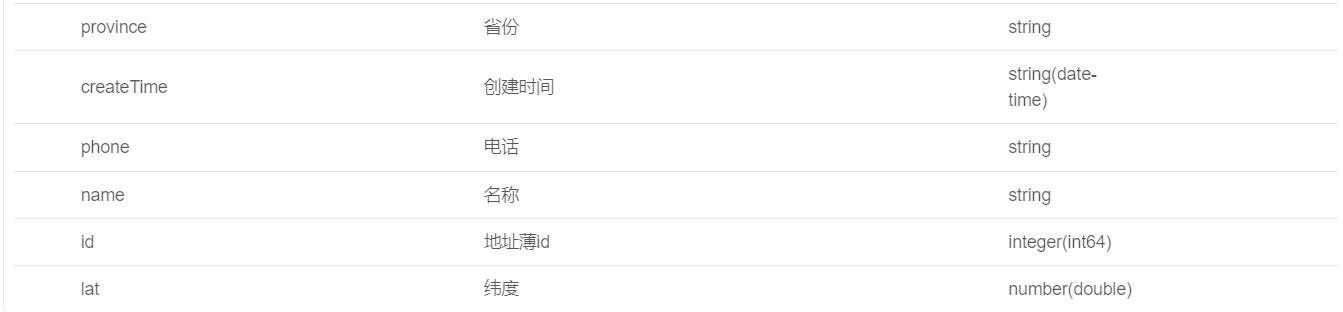 province 省份 string
createTime 创建时间 string(date-
time)
phone 电话 string
name 名称 string
id 地址薄id integer(int64)
lat 纬度 number(double)